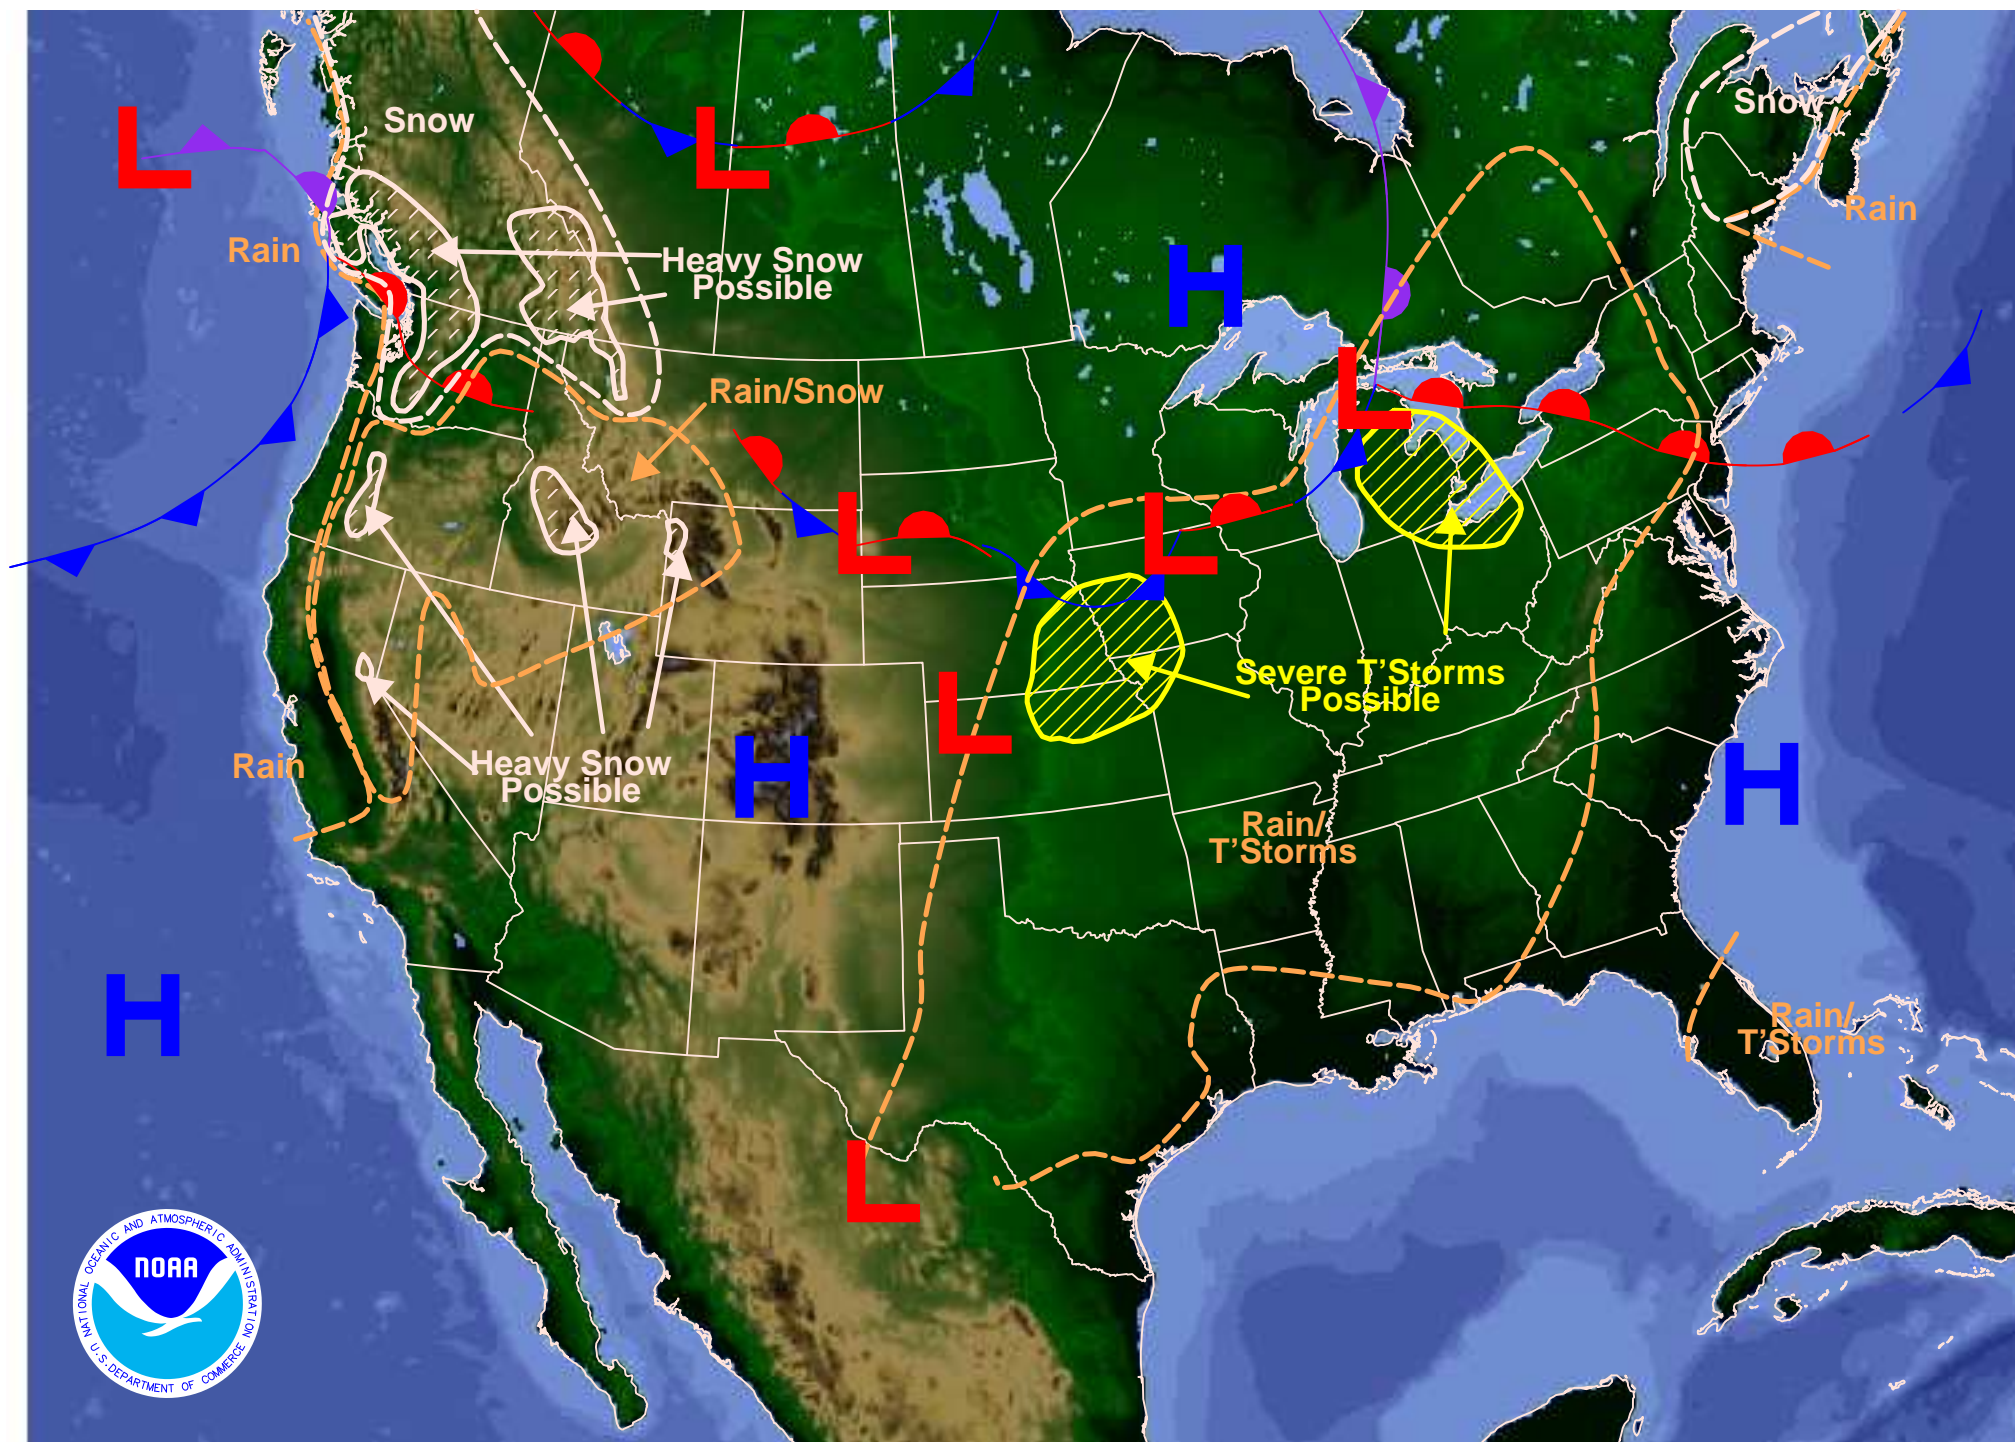 Snow
Snow
L
L
Rain
Rain
Heavy Snow
Possible
H
L
Rain/Snow
L
L
Severe T'Storms
Possible
L
Heavy Snow
Possible
Rain
H
H
Rain/
T'Storms
H
Rain/
T'Storms
L
NATIONAL OCEANIC AND ATMOSPHERIC ADMINISTRATION
NOAA
U.S. DEPARTMENT OF COMMERCE